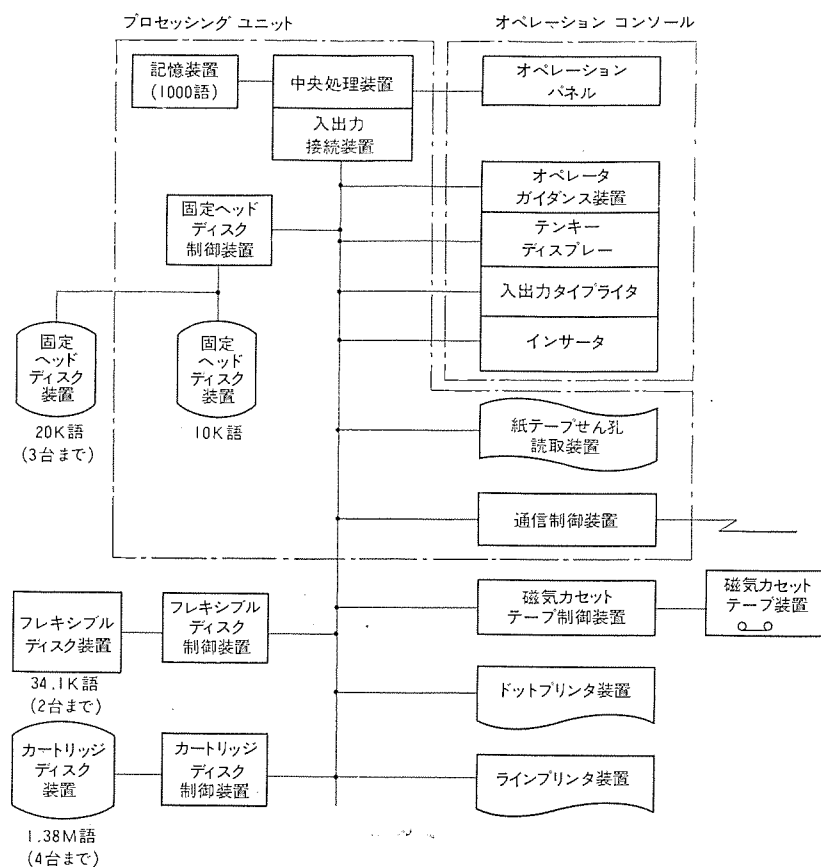 プロセッシング ユニット
オペレーション コンソール
記憶装置
(1000語)
中央処理装置
入出力
接続装置
オペレーション
パネル
オペレータ
ガイダンス装置
テンキー
ディスプレー
入出力タイプライタ
インサータ
固定ヘッド
ディスク
制御装置
固定
ヘッド
ディスク
装置
20K語
(3台まで)
固定
ヘッド
ディスク
装置
10K語
紙テープせん孔
読取装置
通信制御装置
フレキシブル
ディスク装置
34.1K語
(2台まで)
フレキシブル
ディスク
制御装置
磁気カセット
テープ制御装置
磁気カセット
テープ装置
ドットプリンタ装置
カートリッジ
ディスク
装置
1.38M語
(4台まで)
カートリッジ
ディスク
制御装置
ラインプリンタ装置